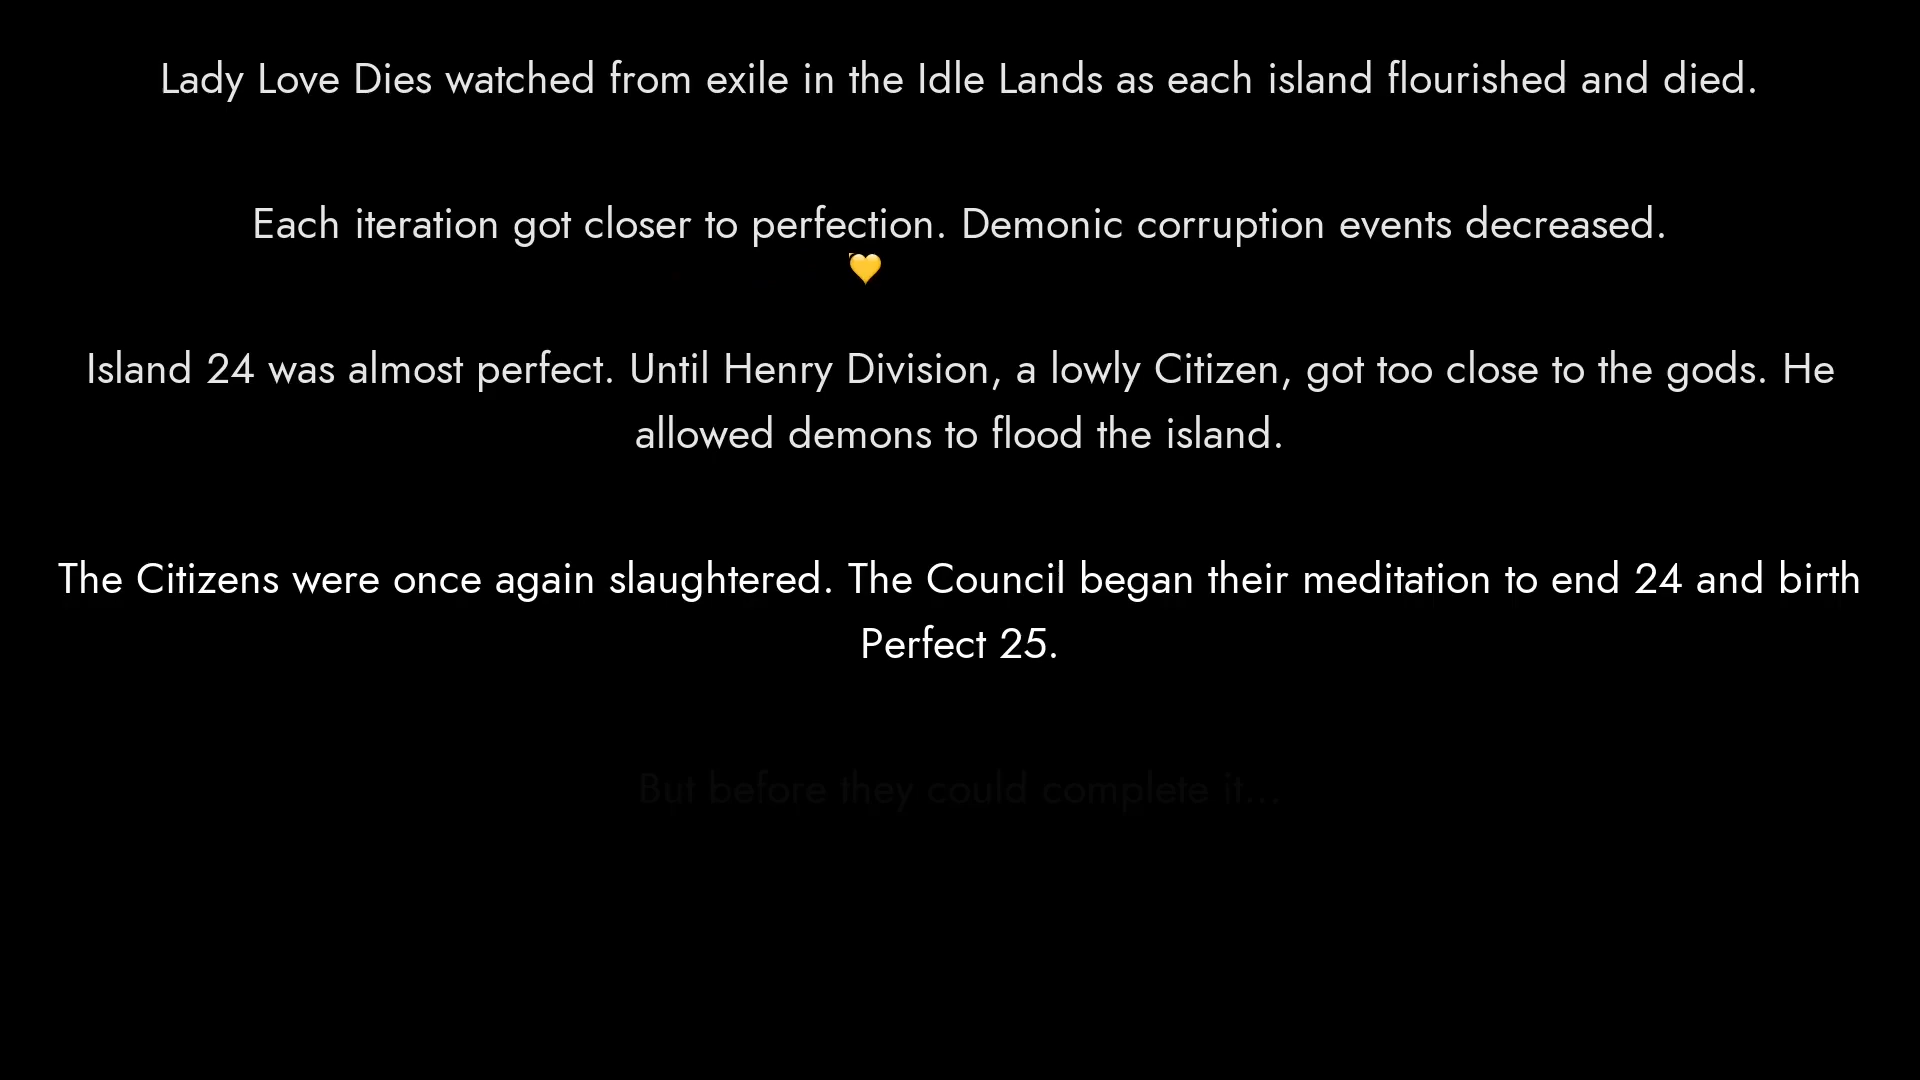 Lady Love Dies watched from exile in the Idle Lands as each island flourished and died.
Each iteration got closer to perfection. Demonic corruption events decreased.
Island 24 was almost perfect. Until Henry Division, a lowly Citizen, got too close to the gods. He
allowed demons to flood the island.
The Citizens were once again slaughtered. The Council began their meditation to end 24 and birth
Perfect 25.
But before they could complete it...